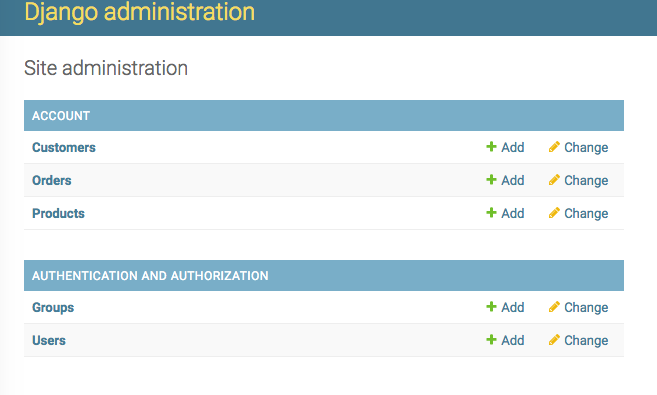 Django administration
Site administration
ACCOUNT
Customers Add Change
Orders Add Change
Products Add Change
AUTHENTICATION AND AUTHORIZATION
Groups Add Change
Users Add Change